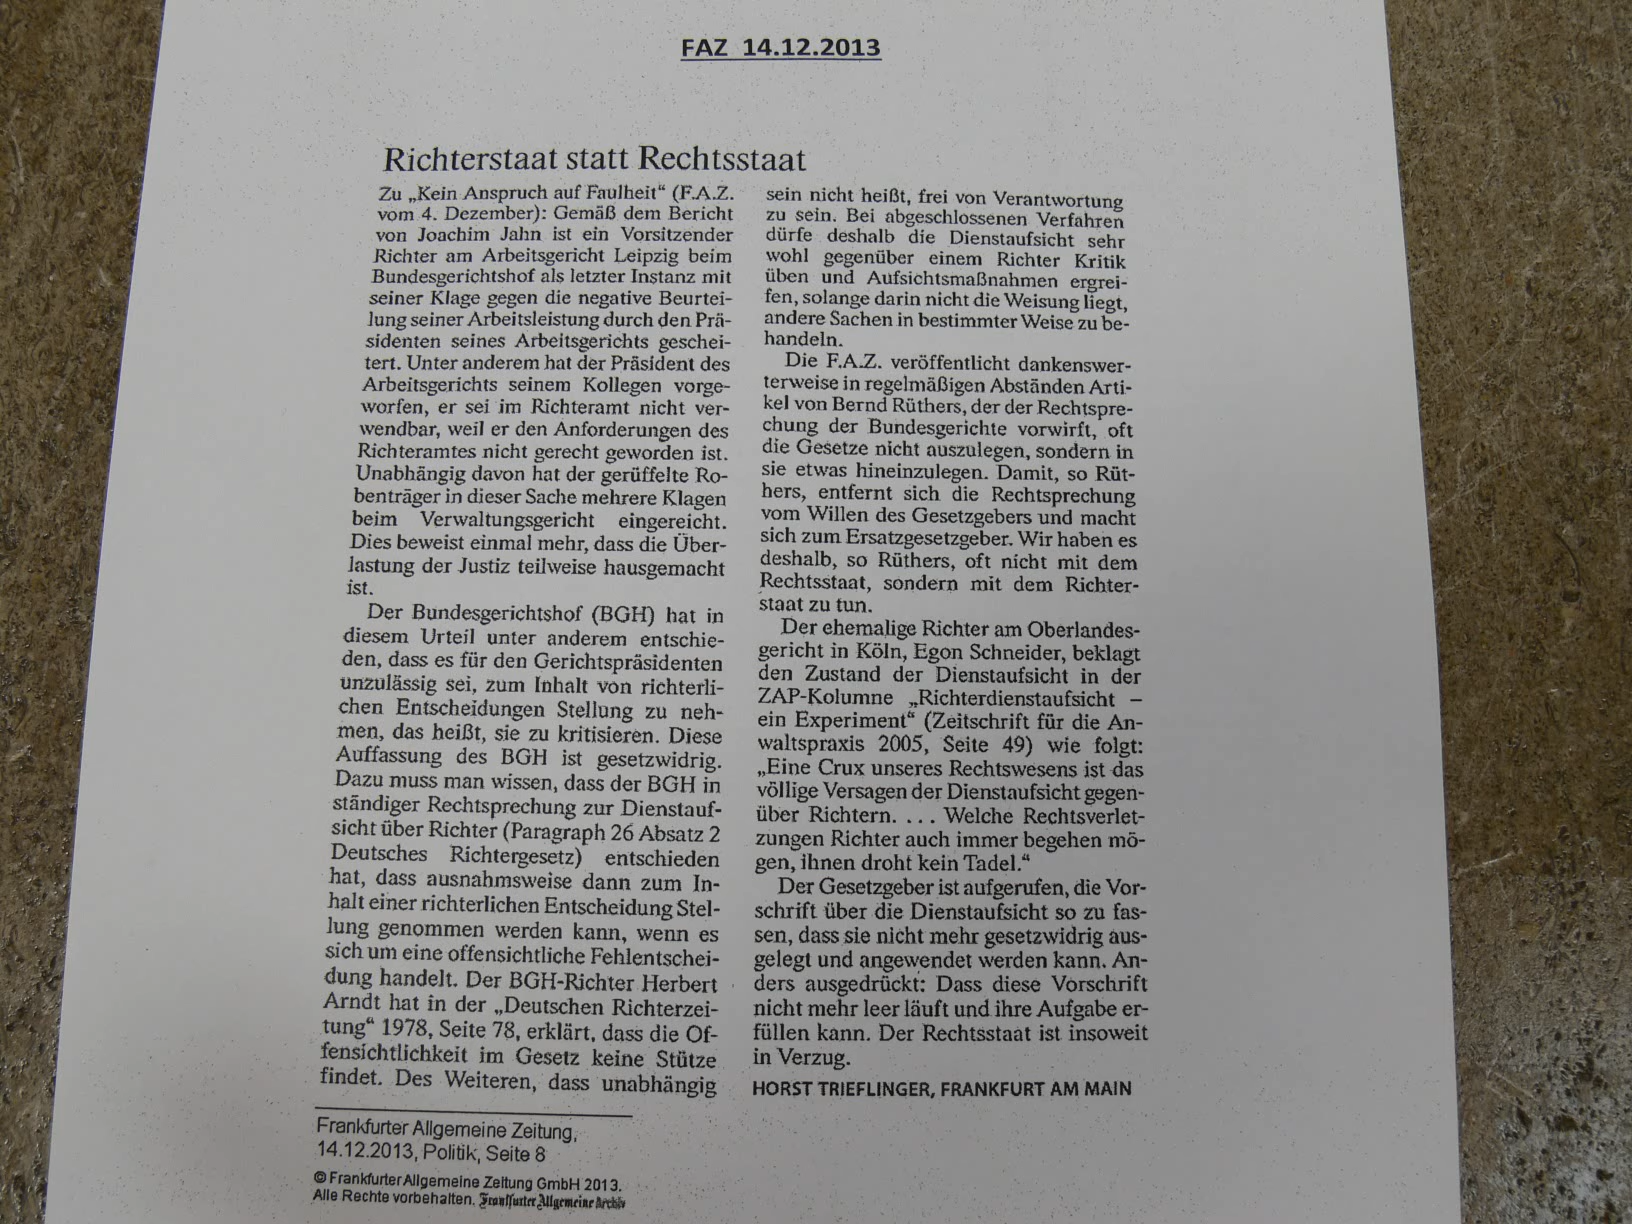 FAZ 14.12.2013
Richterstaat statt Rechtsstaat
Zu „Kein Anspruch auf Faulheit“ (F.A.Z.
vom 4. Dezember): Gemäß dem Bericht
von Joachim Jahn ist ein Vorsitzender
Richter am Arbeitsgericht Leipzig beim
Bundesgerichtshof als letzter Instanz mit
seiner Klage gegen die negative Beurtei-
lung seiner Arbeitsleistung durch den Prä-
sidenten seines Arbeitsgerichts geschei-
tert. Unter anderem hat der Präsident des
Arbeitsgerichts seinem Kollegen vorge-
worfen, er sei im Richteramt nicht ver-
wendbar, weil er den Anforderungen des
Richteramtes nicht gerecht geworden ist.
Unabhängig davon hat der gerüffelte Ro-
benträger in dieser Sache mehrere Klagen
beim Verwaltungsgericht eingereicht.
Dies beweist einmal mehr, dass die Über-
lastung der Justiz teilweise hausgemacht
ist.
Der Bundesgerichtshof (BGH) hat in
diesem Urteil unter anderem entschie-
den, dass es für den Gerichtspräsidenten
unzulässig sei, zum Inhalt von richterli-
chen Entscheidungen Stellung zu neh-
men, das heißt, sie zu kritisieren. Diese
Auffassung des BGH ist gesetzwidrig.
Dazu muss man wissen, dass der BGH in
ständiger Rechtsprechung zur Dienstauf-
sicht über Richter (Paragraph 26 Absatz 2
Deutsches Richtergesetz) entschieden
hat, dass ausnahmsweise dann zum In-
halt einer richterlichen Entscheidung Stel-
lung genommen werden kann, wenn es
sich um eine offensichtliche Fehlentschei-
dung handelt. Der BGH-Richter Herbert
Arndt hat in der „Deutschen Richterzei-
tung“ 1978, Seite 78, erklärt, dass die Of-
fensichtlichkeit im Gesetz keine Stütze
findet. Des Weiteren, dass unabhängig
sein nicht heißt, frei von Verantwortung
zu sein. Bei abgeschlossenen Verfahren
dürfe deshalb die Dienstaufsicht sehr
wohl gegenüber einem Richter Kritik
üben und Aufsichtsmaßnahmen ergrei-
fen, solange darin nicht die Weisung liegt,
andere Sachen in bestimmter Weise zu be-
handeln.
Die F.A.Z. veröffentlicht dankenswer-
terweise in regelmäßigen Abständen Arti-
kel von Bernd Rüthers, der der Rechtspre-
chung der Bundesgerichte vorwirft, oft
die Gesetze nicht auszulegen, sondern in
sie etwas hineinzulegen. Damit, so Rüt-
hers, entfernt sich die Rechtsprechung
vom Willen des Gesetzgebers und macht
sich zum Ersatzgesetzgeber. Wir haben es
deshalb, so Rüthers, oft nicht mit dem
Rechtsstaat, sondern mit dem Richter-
staat zu tun.
Der ehemalige Richter am Oberlandes-
gericht in Köln, Egon Schneider, beklagt
den Zustand der Dienstaufsicht in der
ZAP-Kolumne „Richterdienstaufsicht –
ein Experiment“ (Zeitschrift für die An-
waltspraxis 2005, Seite 49) wie folgt:
„Eine Crux unseres Rechtswesens ist das
völlige Versagen der Dienstaufsicht gegen-
über Richtern. ... Welche Rechtsverlet-
zungen Richter auch immer begehen mö-
gen, ihnen droht kein Tadel.“
Der Gesetzgeber ist aufgerufen, die Vor-
schrift über die Dienstaufsicht so zu fas-
sen, dass sie nicht mehr gesetzwidrig aus-
gelegt und angewendet werden kann. An-
ders ausgedrückt: Dass diese Vorschrift
nicht mehr leer läuft und ihre Aufgabe er-
füllen kann. Der Rechtsstaat ist insoweit
in Verzug.
HORST TRIEFLINGER, FRANKFURT AM MAIN
Frankfurter Allgemeine Zeitung,
14.12.2013, Politik, Seite 8
© Frankfurter Allgemeine Zeitung GmbH 2013.
Alle Rechte vorbehalten. Frankfurter Allgemeine Archiv